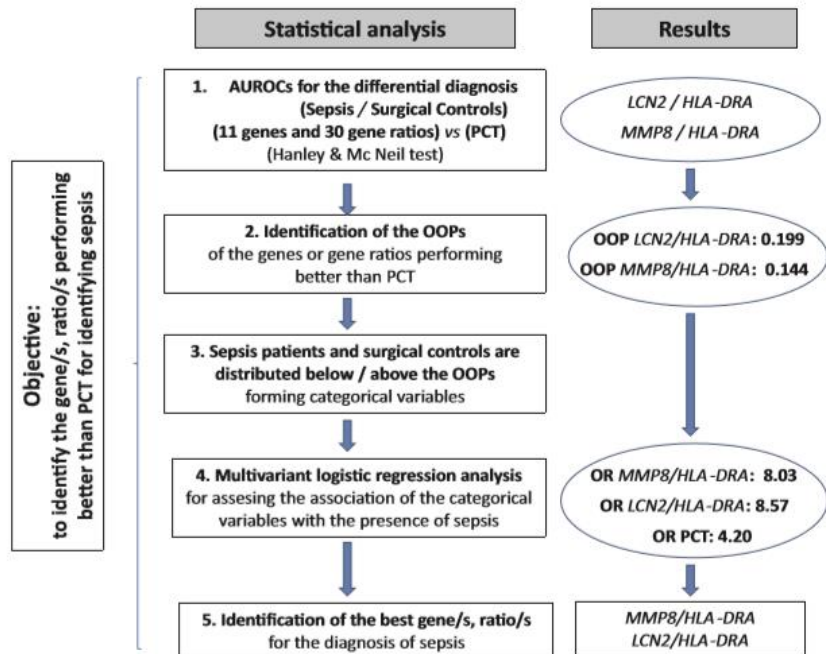 Statistical analysis
Results
Objective:
to identify the gene/s, ratio/s performing
better than PCT for identifying sepsis
1. AUROCs for the differential diagnosis
(Sepsis / Surgical Controls)
(11 genes and 30 gene ratios) vs (PCT)
(Hanley & Mc Neil test)
LCN2 / HLA-DRA
MMP8 / HLA-DRA
2. Identification of the OOPs
of the genes or gene ratios performing
better than PCT
OOP LCN2/HLA-DRA: 0.199
OOP MMP8/HLA-DRA: 0.144
3. Sepsis patients and surgical controls are
distributed below / above the OOPs
forming categorical variables
4. Multivariant logistic regression analysis
for assesing the association of the categorical
variables with the presence of sepsis
OR MMP8/HLA-DRA: 8.03
OR LCN2/HLA-DRA: 8.57
OR PCT: 4.20
5. Identification of the best gene/s, ratio/s
for the diagnosis of sepsis
MMP8/HLA-DRA
LCN2/HLA-DRA